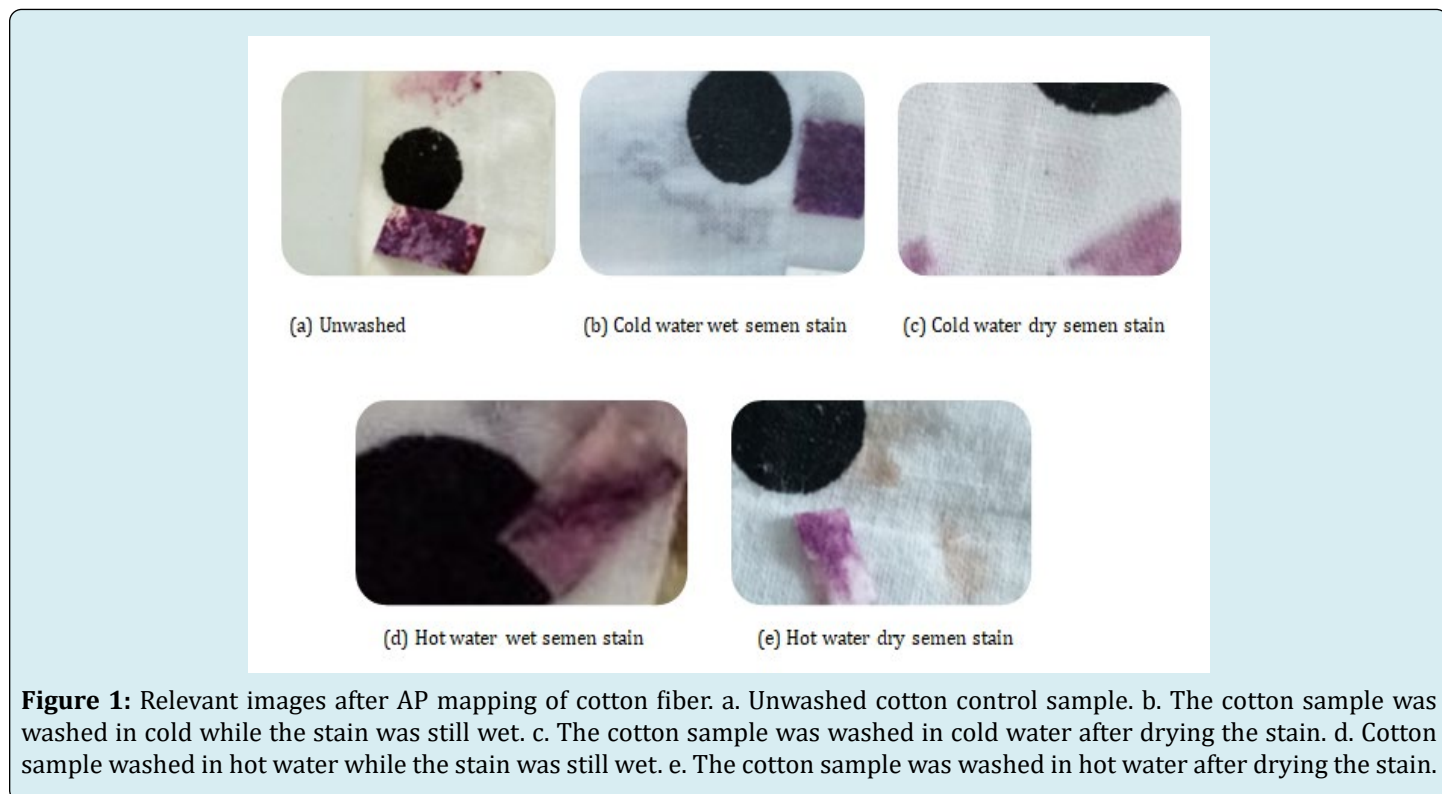 (a) Unwashed
(b) Cold water wet semen stain
(c) Cold water dry semen stain
(d) Hot water wet semen stain
(e) Hot water dry semen stain
Figure 1: Relevant images after AP mapping of cotton fiber. a. Unwashed cotton control sample. b. The cotton sample was
washed in cold while the stain was still wet. c. The cotton sample was washed in cold water after drying the stain. d. Cotton
sample washed in hot water while the stain was still wet. e. The cotton sample was washed in hot water after drying the stain.